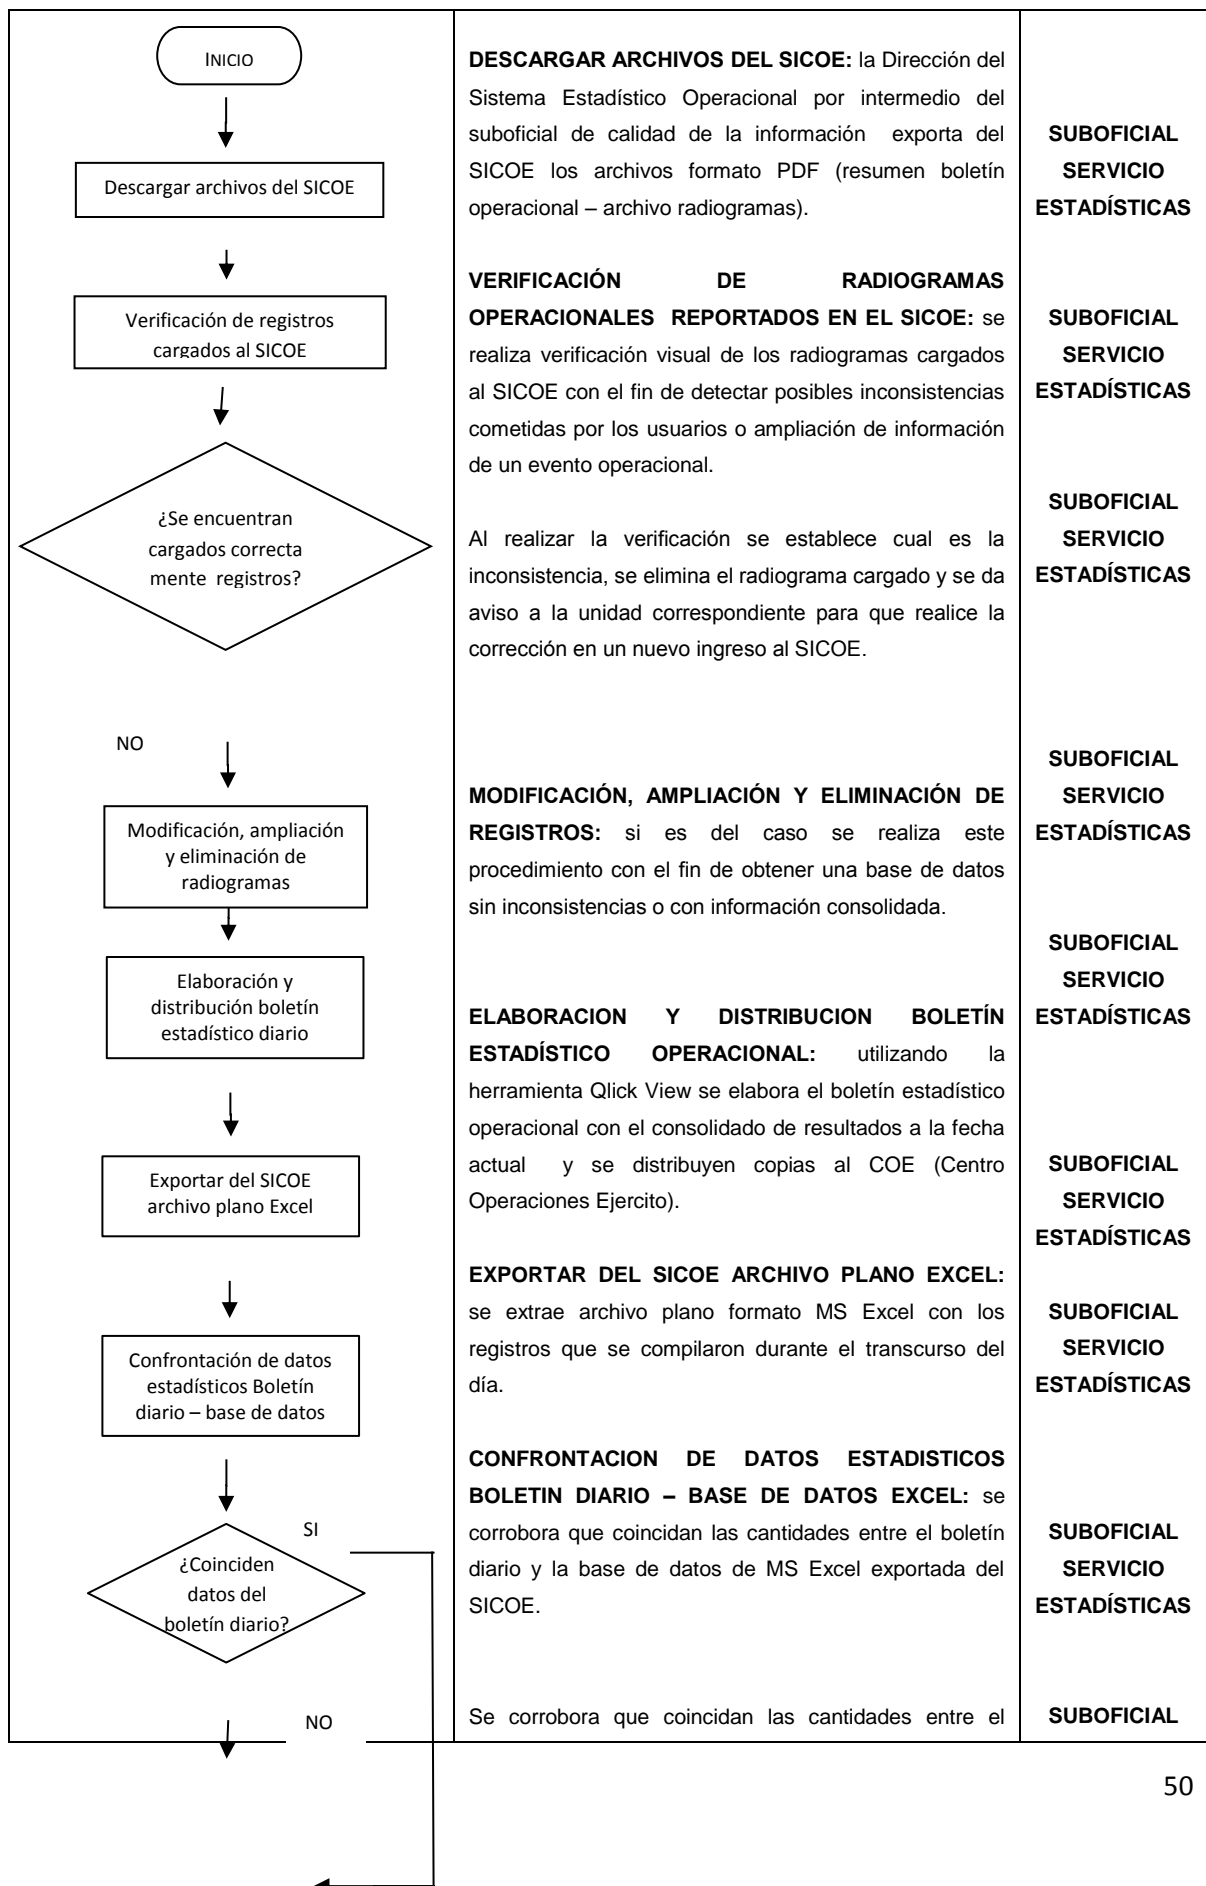 INICIO
Descargar archivos del SICOE
Verificación de registros
cargados al SICOE
¿Se encuentran
cargados correcta
mente registros?
NO
Modificación, ampliación
y eliminación de
radiogramas
Elaboración y
distribución boletín
estadístico diario
Exportar del SICOE
archivo plano Excel
Confrontación de datos
estadísticos Boletín
diario – base de datos
SI
¿Coinciden
datos del
boletín diario?
NO
DESCARGAR ARCHIVOS DEL SICOE: la Dirección del
Sistema Estadístico Operacional por intermedio del
suboficial de calidad de la información exporta del
SICOE los archivos formato PDF (resumen boletín
operacional – archivo radiogramas).
VERIFICACIÓN DE RADIOGRAMAS
OPERACIONALES REPORTADOS EN EL SICOE: se
realiza verificación visual de los radiogramas cargados
al SICOE con el fin de detectar posibles inconsistencias
cometidas por los usuarios o ampliación de información
de un evento operacional.
Al realizar la verificación se establece cual es la
inconsistencia, se elimina el radiograma cargado y se da
aviso a la unidad correspondiente para que realice la
corrección en un nuevo ingreso al SICOE.
MODIFICACIÓN, AMPLIACIÓN Y ELIMINACIÓN DE
REGISTROS: si es del caso se realiza este
procedimiento con el fin de obtener una base de datos
sin inconsistencias o con información consolidada.
ELABORACION Y DISTRIBUCION BOLETÍN
ESTADÍSTICO OPERACIONAL: utilizando la
herramienta Qlick View se elabora el boletín estadístico
operacional con el consolidado de resultados a la fecha
actual y se distribuyen copias al COE (Centro
Operaciones Ejercito).
EXPORTAR DEL SICOE ARCHIVO PLANO EXCEL:
se extrae archivo plano formato MS Excel con los
registros que se compilaron durante el transcurso del
día.
CONFRONTACION DE DATOS ESTADISTICOS
BOLETIN DIARIO – BASE DE DATOS EXCEL: se
corrobora que coincidan las cantidades entre el boletín
diario y la base de datos de MS Excel exportada del
SICOE.
Se corrobora que coincidan las cantidades entre el
SUBOFICIAL
SERVICIO
ESTADÍSTICAS
SUBOFICIAL
SERVICIO
ESTADÍSTICAS
SUBOFICIAL
SERVICIO
ESTADÍSTICAS
SUBOFICIAL
SERVICIO
ESTADÍSTICAS
SUBOFICIAL
SERVICIO
ESTADÍSTICAS
SUBOFICIAL
SERVICIO
ESTADÍSTICAS
SUBOFICIAL
SERVICIO
ESTADÍSTICAS
SUBOFICIAL
SERVICIO
ESTADÍSTICAS
SUBOFICIAL
50